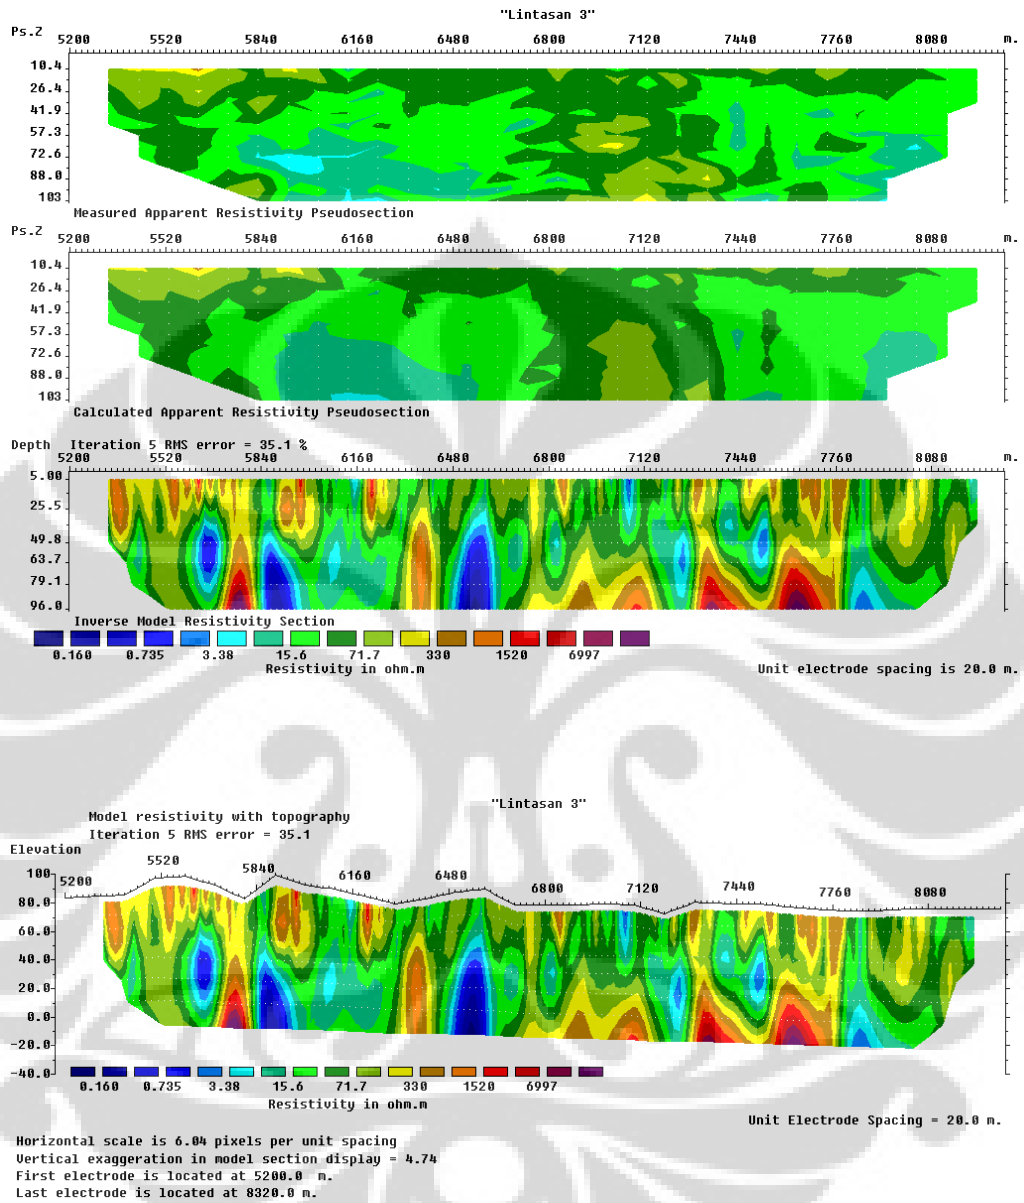 "Lintasan 3"
Ps.Z
5200 5520 5840 6160 6480 6800 7120 7440 7760 8080 m.
10.4
26.4
41.9
57.3
72.6
88.0
103
Measured Apparent Resistivity Pseudosection
Ps.Z
5200 5520 5840 6160 6480 6800 7120 7440 7760 8080 m.
10.4
26.4
41.9
57.3
72.6
88.0
103
Calculated Apparent Resistivity Pseudosection
Depth Iteration 5 RMS error = 35.1 %
5200 5520 5840 6160 6480 6800 7120 7440 7760 8080 m.
5.00
25.5
49.8
63.7
79.1
96.0
Inverse Model Resistivity Section
0.160 0.735 3.38 15.6 71.7 330 1520 6997
Resistivity in ohm.m
Unit electrode spacing is 20.0 m.
"Lintasan 3"
Model resistivity with topography
Iteration 5 RMS error = 35.1
Elevation
5200 5520 5840 6160 6480 6800 7120 7440 7760 8080
100
80.0
60.0
40.0
20.0
0.0
-20.0
-40.0
0.160 0.735 3.38 15.6 71.7 330 1520 6997
Resistivity in ohm.m
Unit Electrode Spacing = 20.0 m.
Horizontal scale is 6.04 pixels per unit spacing
Vertical exaggeration in model section display = 4.74
First electrode is located at 5200.0 m.
Last electrode is located at 8320.0 m.